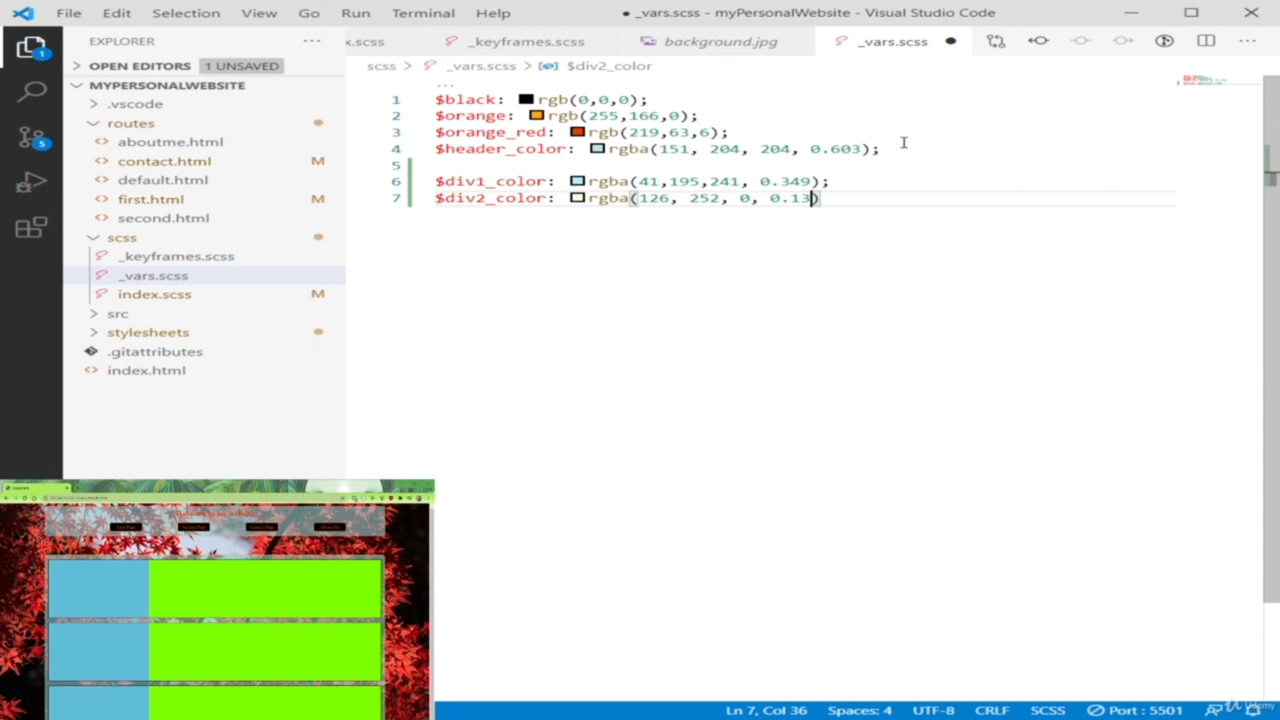 File Edit Selection View Go Run Terminal Help
_vars.scss - myPersonalWebsite - Visual Studio Code
EXPLORER
x.scss _keyframes.scss background.jpg _vars.scss
OPEN EDITORS 1 UNSAVED
scss > _vars.scss > $div2_color
MYPERSONALWEBSITE
.vscode
routes
aboutme.html
contact.html M
default.html
first.html M
second.html
scss
_keyframes.scss
_vars.scss
index.scss M
src
stylesheets
.gitattributes
index.html
1
5
...
1 $black: rgb(0,0,0);
2 $orange: rgb(255,166,0);
3 $orange_red: rgb(219,63,6);
4 $header_color: rgba(151, 204, 204, 0.603);
5
6 $div1_color: rgba(41,195,241, 0.349);
7 $div2_color: rgba(126, 252, 0, 0.13)
Ln 7, Col 36 Spaces: 4 UTF-8 CRLF SCSS Port : 5501
Udemy